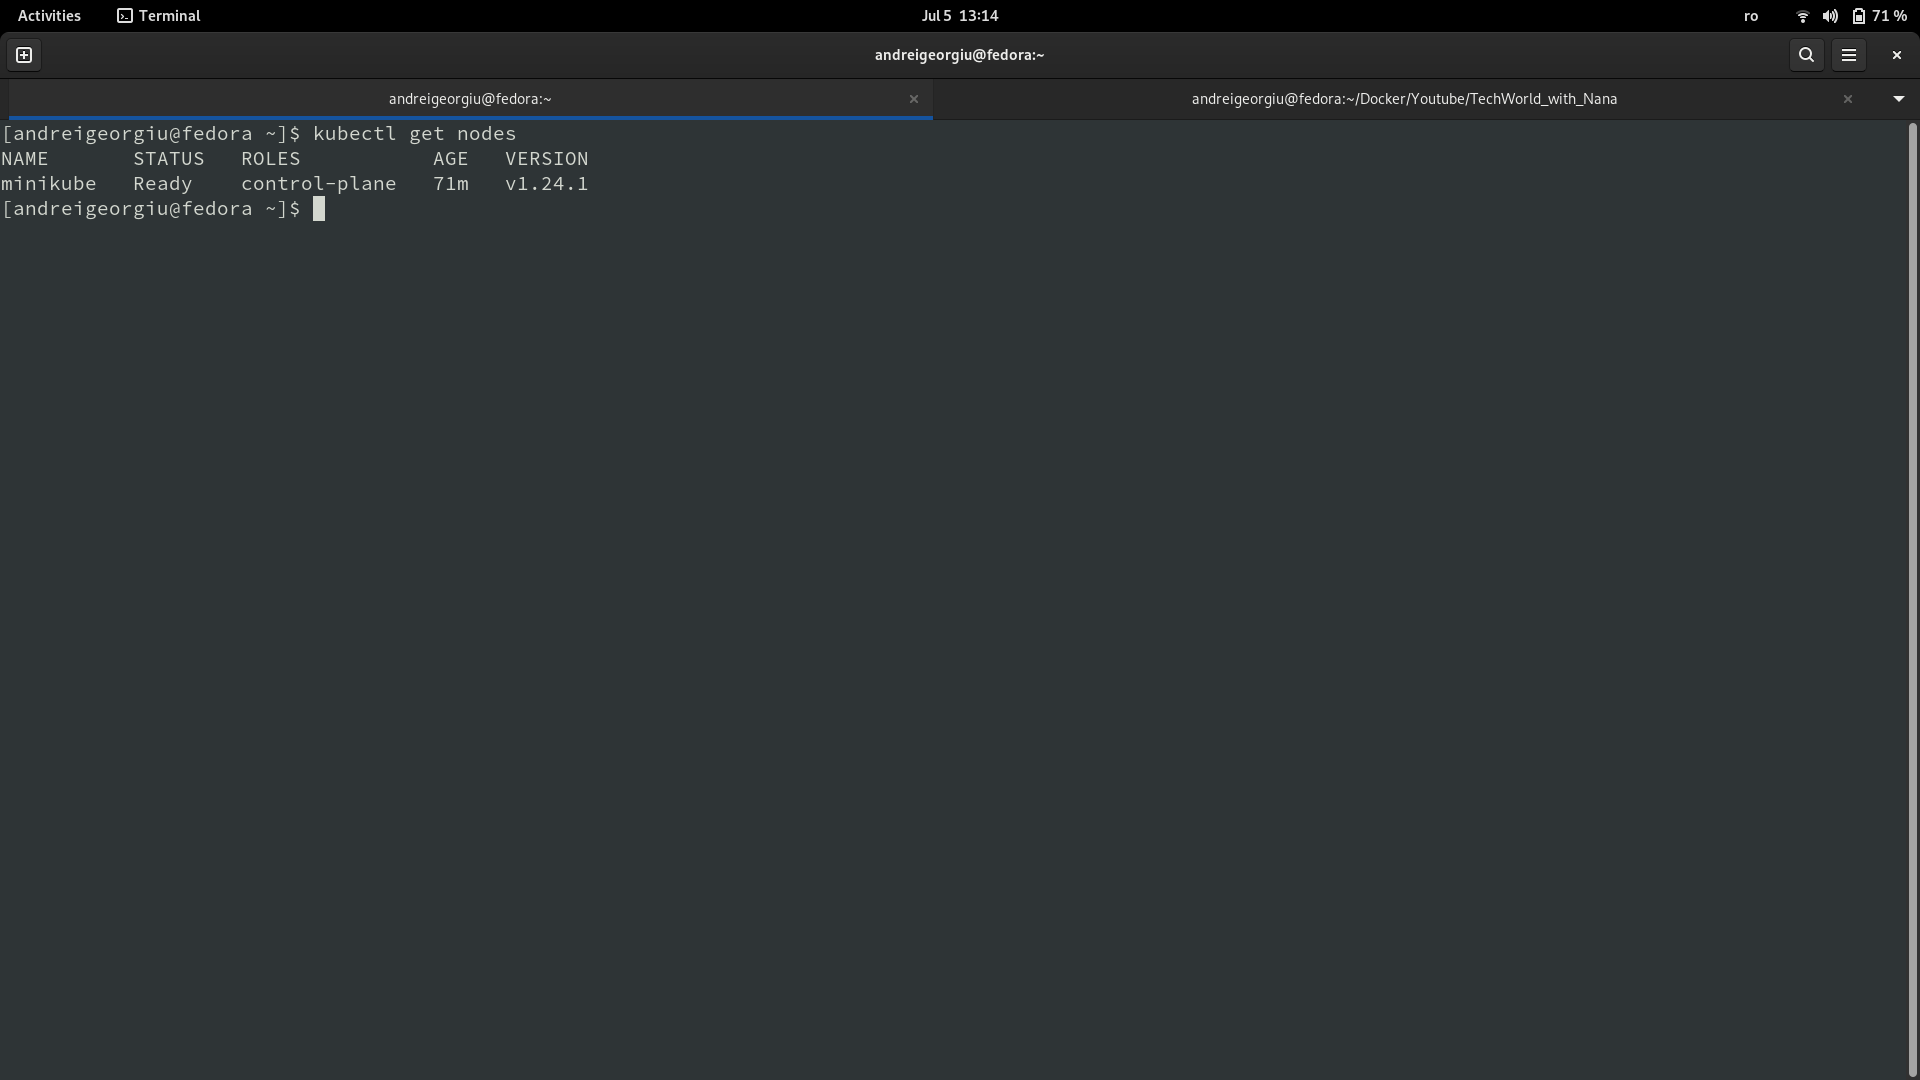 Activities Terminal Jul 5 13:14 ro 71 %
andreigeorgiu@fedora:~
andreigeorgiu@fedora:~ andreigeorgiu@fedora:~/Docker/Youtube/TechWorld_with_Nana
[andreigeorgiu@fedora ~]$ kubectl get nodes
NAME STATUS ROLES AGE VERSION
minikube Ready control-plane 71m v1.24.1
[andreigeorgiu@fedora ~]$